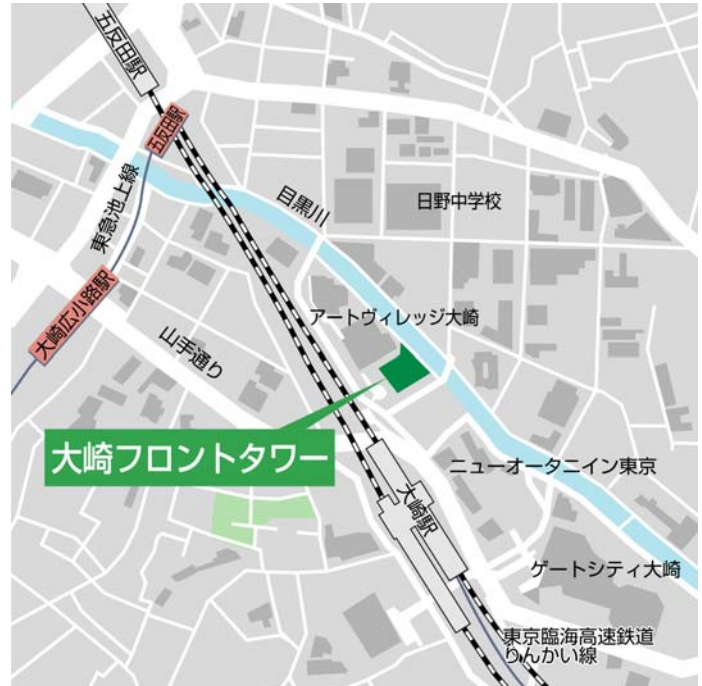 五反田駅
五反田駅
東急池上線
目黒川
日野中学校
大崎広小路駅
アートヴィレッジ大崎
山手通り
大崎フロントタワー
ニューオータニイン東京
大崎駅
ゲートシティ大崎
東京臨海高速鉄道
りんかい線